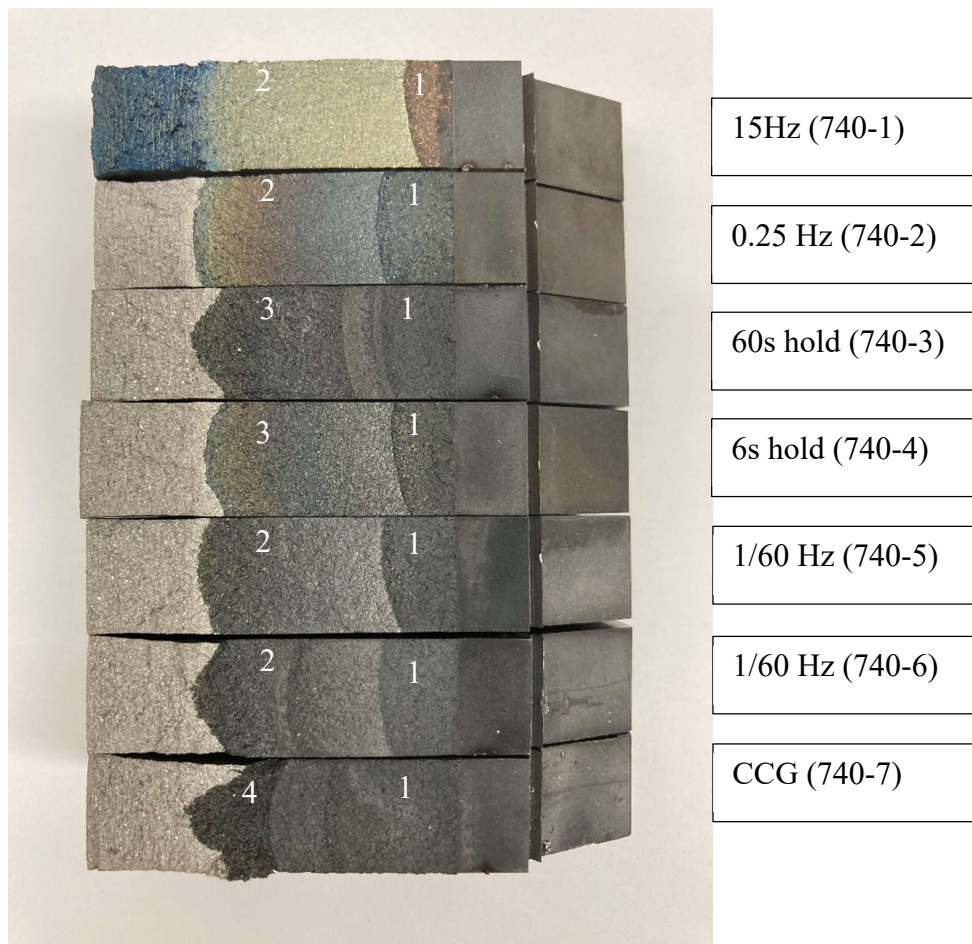 2 1
15Hz (740-1)
2 1
0.25 Hz (740-2)
3 1
60s hold (740-3)
3 1
6s hold (740-4)
2 1
1/60 Hz (740-5)
2 1
1/60 Hz (740-6)
4 1
CCG (740-7)